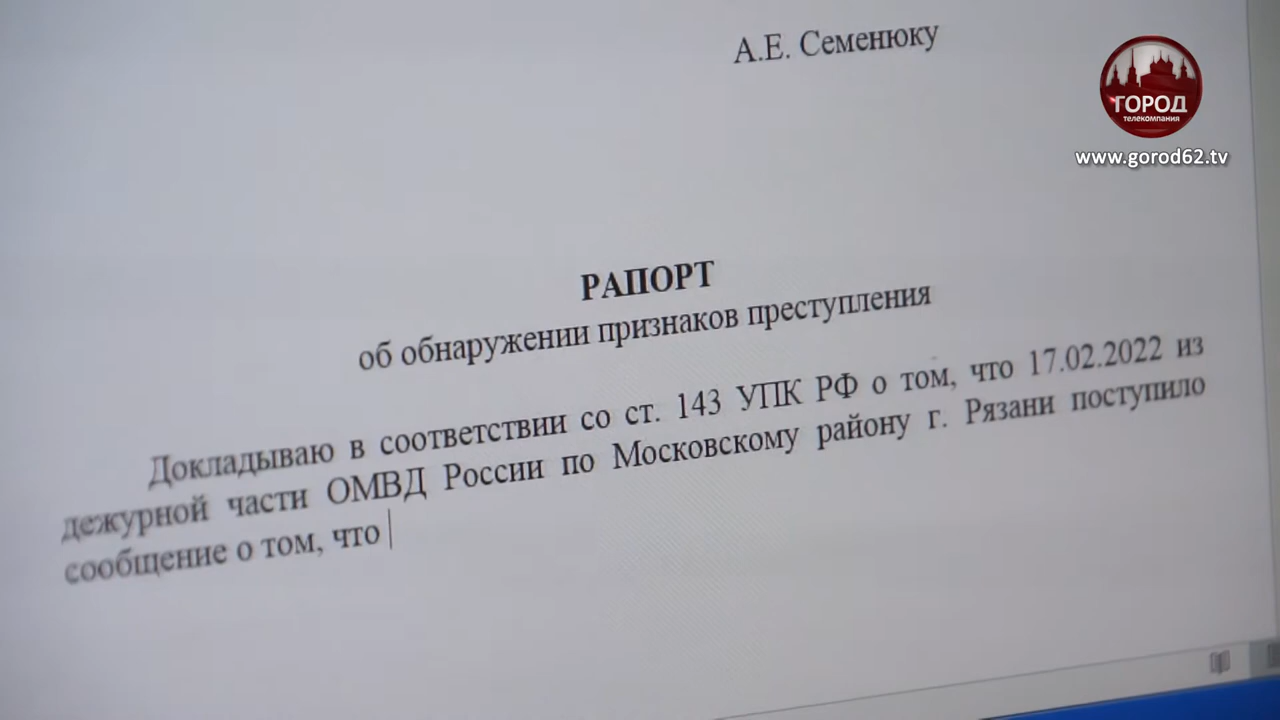 А.Е. Семенюку
ГОРОД
телекомпания
www.gorod62.tv
РАПОРТ
об обнаружении признаков преступления
Докладываю в соответствии со ст. 143 УПК РФ о том, что 17.02.2022 из
дежурной части ОМВД России по Московскому району г. Рязани поступило
сообщение о том, что